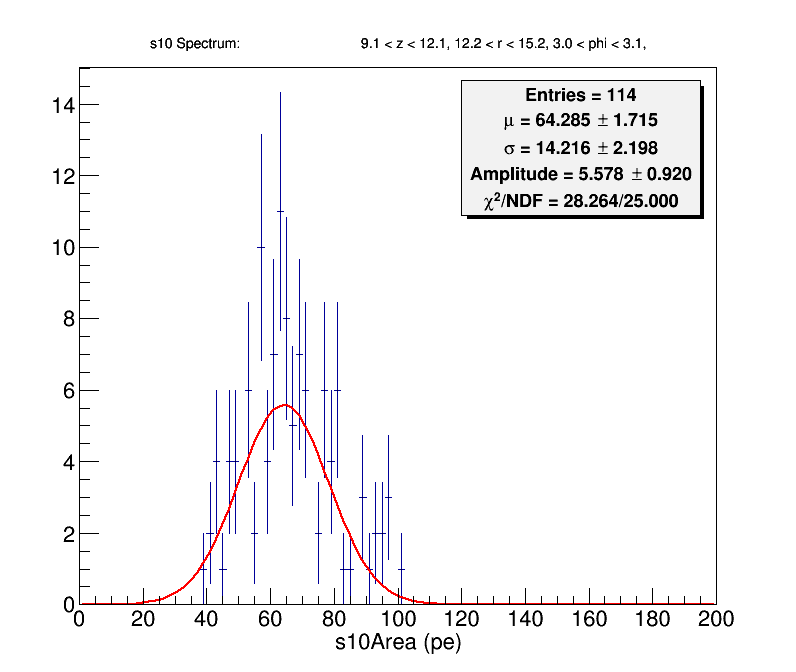 s10 Spectrum: 9.1 < z < 12.1, 12.2 < r < 15.2, 3.0 < phi < 3.1,
Entries = 114
μ = 64.285 ± 1.715
σ = 14.216 ± 2.198
Amplitude = 5.578 ± 0.920
χ²/NDF = 28.264/25.000
14
12
10
8
6
4
2
0
0 20 40 60 80 100 120 140 160 180 200
s10Area (pe)